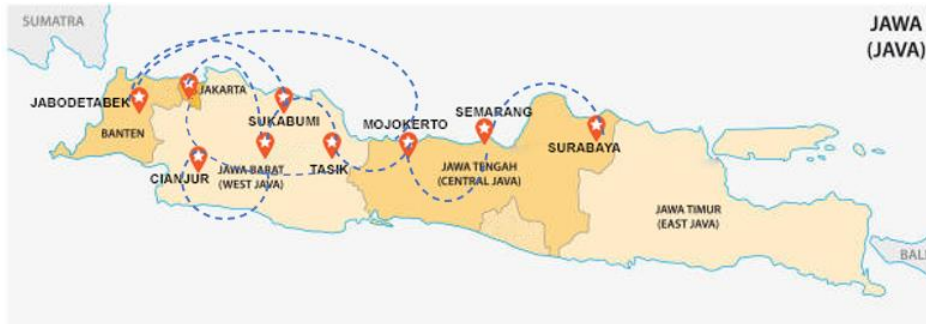 SUMATRA
JAWA
(JAVA)
JAKARTA
JABODETABEK
SUKABUMI
MOJOKERTO
SEMARANG
BANTEN
SURABAYA
CIANJUR
JAWA BARAT
(WEST JAVA)
TASIK
JAWA TENGAH
(CENTRAL JAVA)
JAWA TIMUR
(EAST JAVA)
BALI